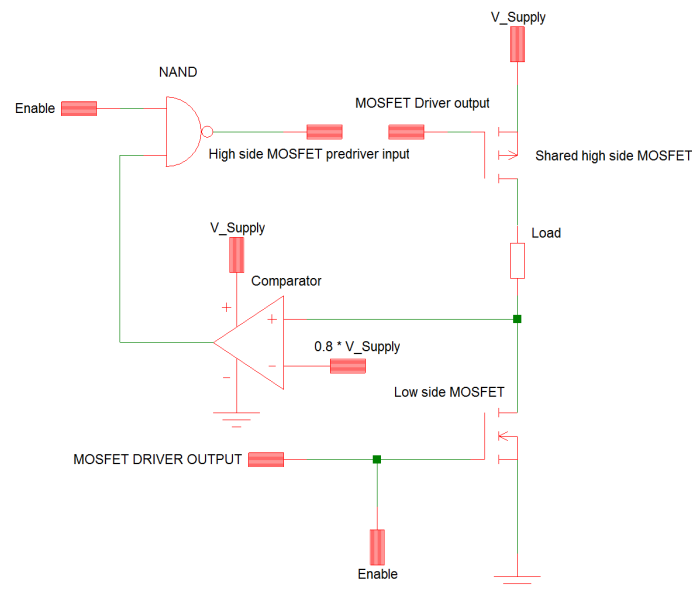 V_Supply
NAND
MOSFET Driver output
Enable
High side MOSFET predriver input
Shared high side MOSFET
V_Supply
Load
Comparator
+
+
0.8 * V_Supply
-
-
Low side MOSFET
MOSFET DRIVER OUTPUT
Enable